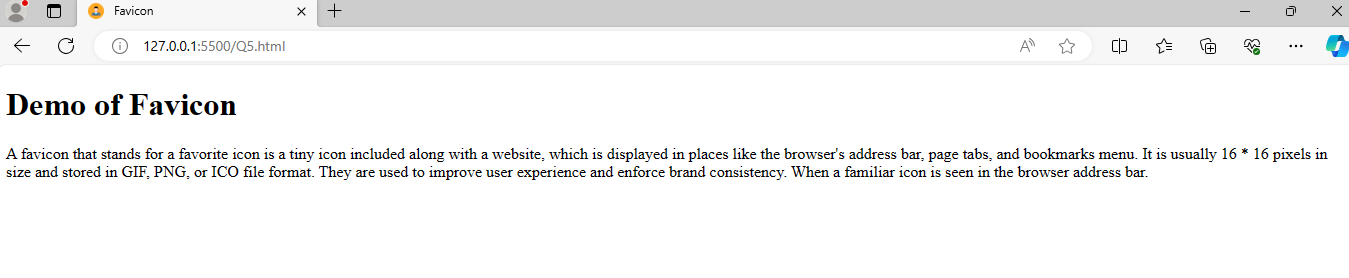 Favicon
127.0.0.1:5500/Q5.html
Demo of Favicon
A favicon that stands for a favorite icon is a tiny icon included along with a website, which is displayed in places like the browser's address bar, page tabs, and bookmarks menu. It is usually 16 * 16 pixels in
size and stored in GIF, PNG, or ICO file format. They are used to improve user experience and enforce brand consistency. When a familiar icon is seen in the browser address bar.